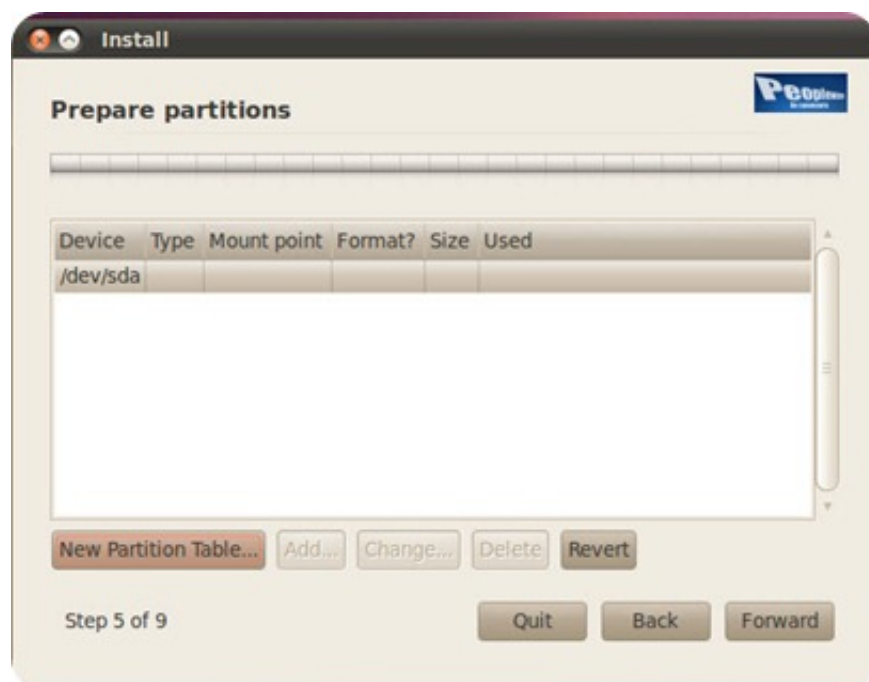 Install
Prepare partitions
Device Type Mount point Format? Size Used
/dev/sda
New Partition Table... Add... Change... Delete Revert
Step 5 of 9 Quit Back Forward